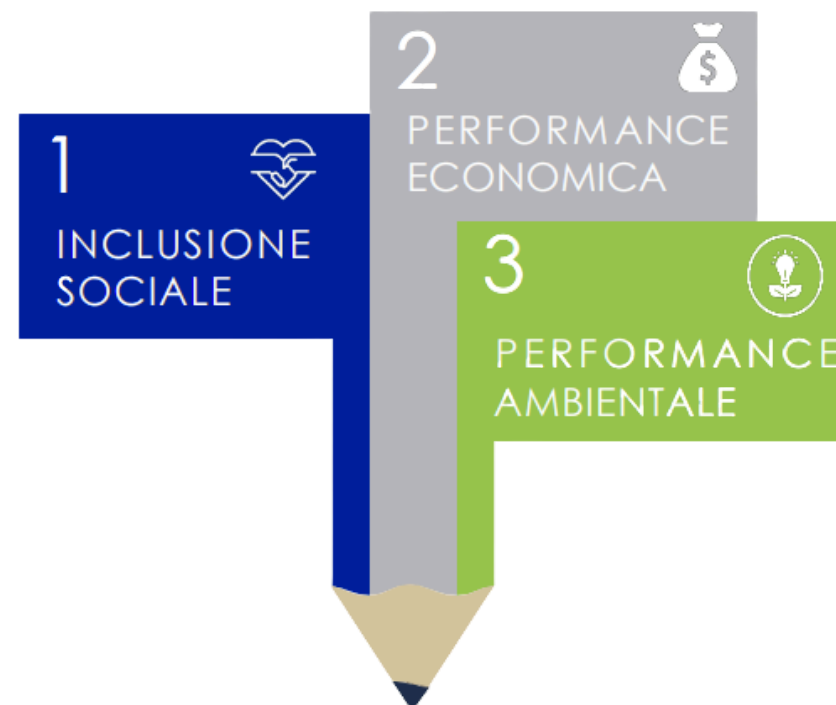 1
INCLUSIONE
SOCIALE
2
PERFORMANCE
ECONOMICA
$
3
PERFORMANCE
AMBIENTALE